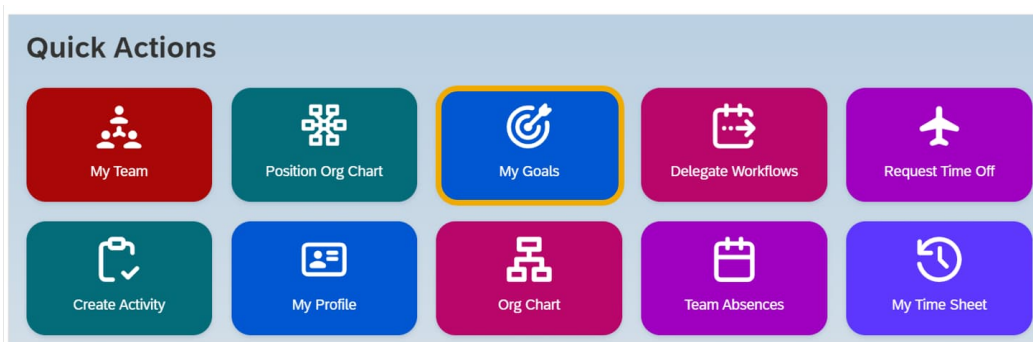 Quick Actions
My Team
Position Org Chart
My Goals
Delegate Workflows
Request Time Off
Create Activity
My Profile
Org Chart
Team Absences
My Time Sheet